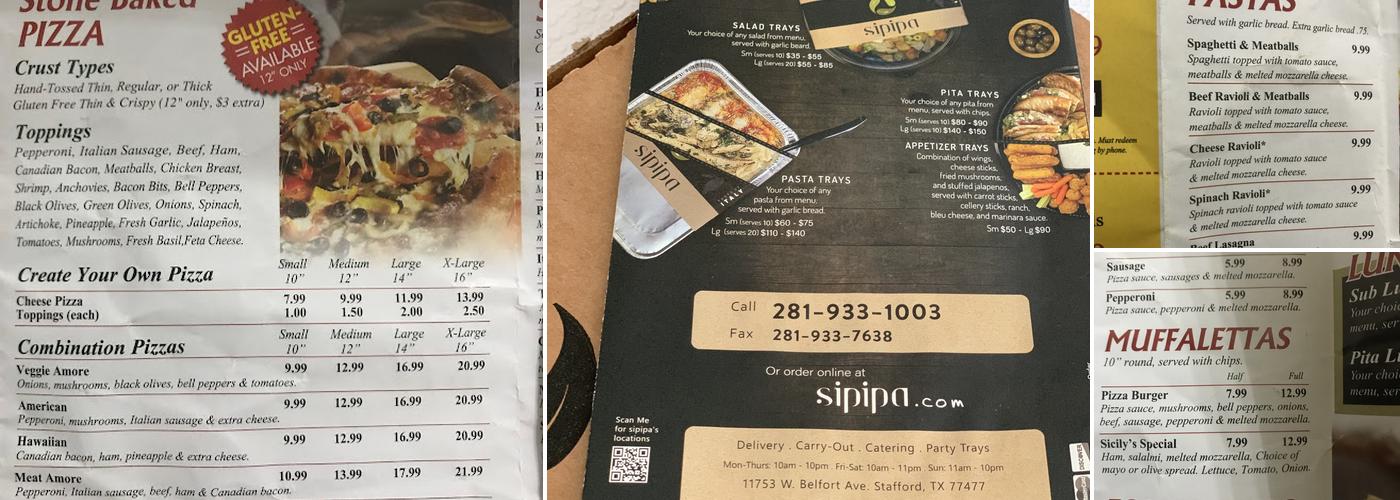 Stone Baked
PIZZA
GLUTEN-
FREE
AVAILABLE
12" ONLY
Crust Types
Hand-Tossed Thin, Regular, or Thick
Gluten Free Thin & Crispy (12" only, $3 extra)
Toppings
Pepperoni, Italian Sausage, Beef, Ham,
Canadian Bacon, Meatballs, Chicken Breast,
Shrimp, Anchovies, Bacon Bits, Bell Peppers,
Black Olives, Green Olives, Onions, Spinach,
Artichoke, Pineapple, Fresh Garlic, Jalapeños,
Tomatoes, Mushrooms, Fresh Basil,Feta Cheese.
Create Your Own Pizza
Small Medium Large X-Large
10" 12" 14" 16"
Cheese Pizza 7.99 9.99 11.99 13.99
Toppings (each) 1.00 1.50 2.00 2.50
Combination Pizzas
Small Medium Large X-Large
10" 12" 14" 16"
Veggie Amore 9.99 12.99 16.99 20.99
Onions, mushrooms, black olives, bell peppers & tomatoes.
American 9.99 12.99 16.99 20.99
Pepperoni, mushrooms, Italian sausage & extra cheese.
Hawaiian 9.99 12.99 16.99 20.99
Canadian bacon, ham, pineapple & extra cheese.
Meat Amore 10.99 13.99 17.99 21.99
Pepperoni, Italian sausage, beef, ham & Canadian bacon.
sipipa
SALAD TRAYS
Your choice of any salad from menu,
served with garlic beard.
Sm (serves 10) $35 - $55
Lg (serves 20) $55 - $85
PITA TRAYS
Your choice of any pita from
menu, served with chips.
Sm (serves 10) $80 - $90
Lg (serves 10) $140 - $150
APPETIZER TRAYS
Combination of wings,
cheese sticks,
fried mushrooms,
and stuffed jalapenos,
served with carrot sticks,
cellery sticks, ranch,
bleu cheese, and marinara sauce.
Sm $50 - Lg $90
sipipa
ITALY
PASTA TRAYS
Your choice of any
pasta from menu,
served with garlic bread.
Sm (serves 10) $60 - $75
Lg (serves 20) $110 - $140
Call 281-933-1003
Fax 281-933-7638
Or order online at
sipipa.com
Scan Me
for sipipa's
locations
Delivery . Carry-Out . Catering . Party Trays
Mon-Thurs: 10am - 10pm . Fri-Sat: 10am - 11pm . Sun: 11am - 10pm
11753 W. Belfort Ave. Stafford, TX 77477
DISCOVER
PASTAS
Served with garlic bread. Extra garlic bread .75.
Spaghetti & Meatballs 9.99
Spaghetti topped with tomato sauce,
meatballs & melted mozzarella cheese.
Beef Ravioli & Meatballs 9.99
Ravioli topped with tomato sauce,
meatballs & melted mozzarella cheese.
Cheese Ravioli* 9.99
Ravioli topped with tomato sauce
& melted mozzarella cheese.
Spinach Ravioli* 9.99
Spinach ravioli topped with tomato sauce
& melted mozzarella cheese.
Beef Lasagna 9.99
Must redeem
by phone.
Sausage 5.99 8.99
Pizza sauce, sausages & melted mozzarella.
Pepperoni 5.99 8.99
Pizza sauce, pepperoni & melted mozzarella.
MUFFALETTAS
10" round, served with chips.
Half Full
Pizza Burger 7.99 12.99
Pizza sauce, mushrooms, bell peppers, onions,
beef, sausage, pepperoni & melted mozzarella.
Sicily's Special 7.99 12.99
Ham, salalmi, melted mozzarella, Choice of
mayo or olive spread. Lettuce, Tomato, Onion.
Sub
Your
menu, ser
Pita
Your
menu, ser